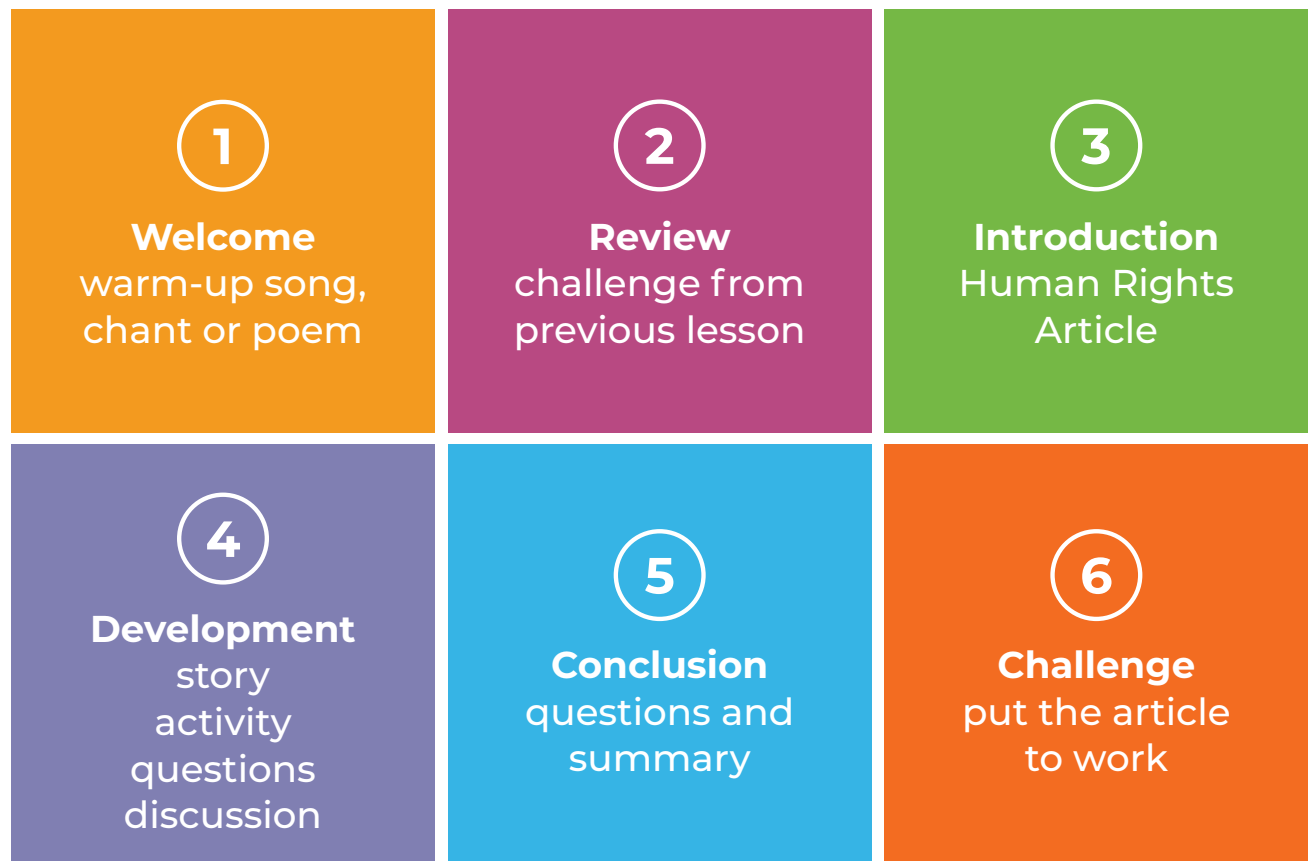 1
Welcome
warm-up song,
chant or poem
2
Review
challenge from
previous lesson
3
Introduction
Human Rights
Article
4
Development
story
activity
questions
discussion
5
Conclusion
questions and
summary
6
Challenge
put the article
to work